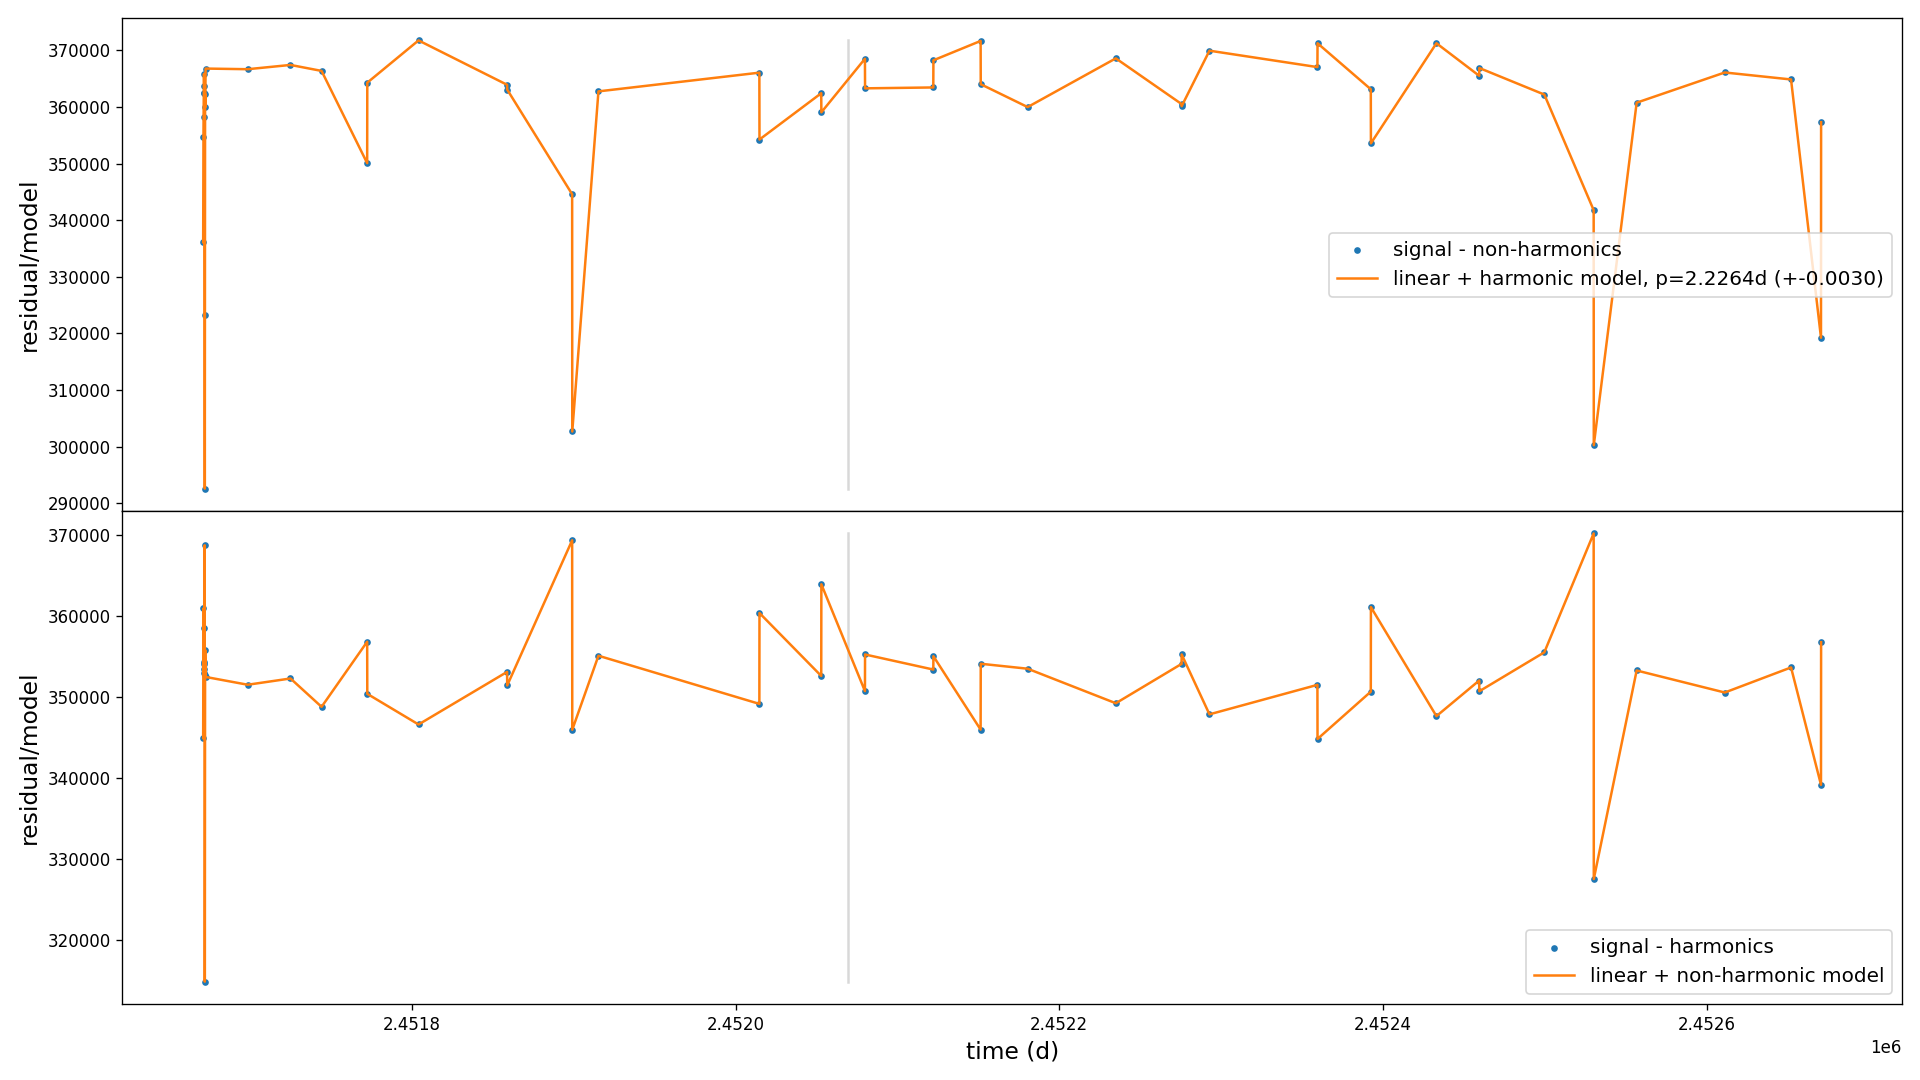 370000
360000
350000
340000
330000
320000
310000
300000
290000
residual/model
signal - non-harmonics
linear + harmonic model, p=2.2264d (+-0.0030)
370000
360000
350000
340000
330000
320000
residual/model
signal - harmonics
linear + non-harmonic model
2.4518 2.4520 2.4522 2.4524 2.4526
time (d)
1e6